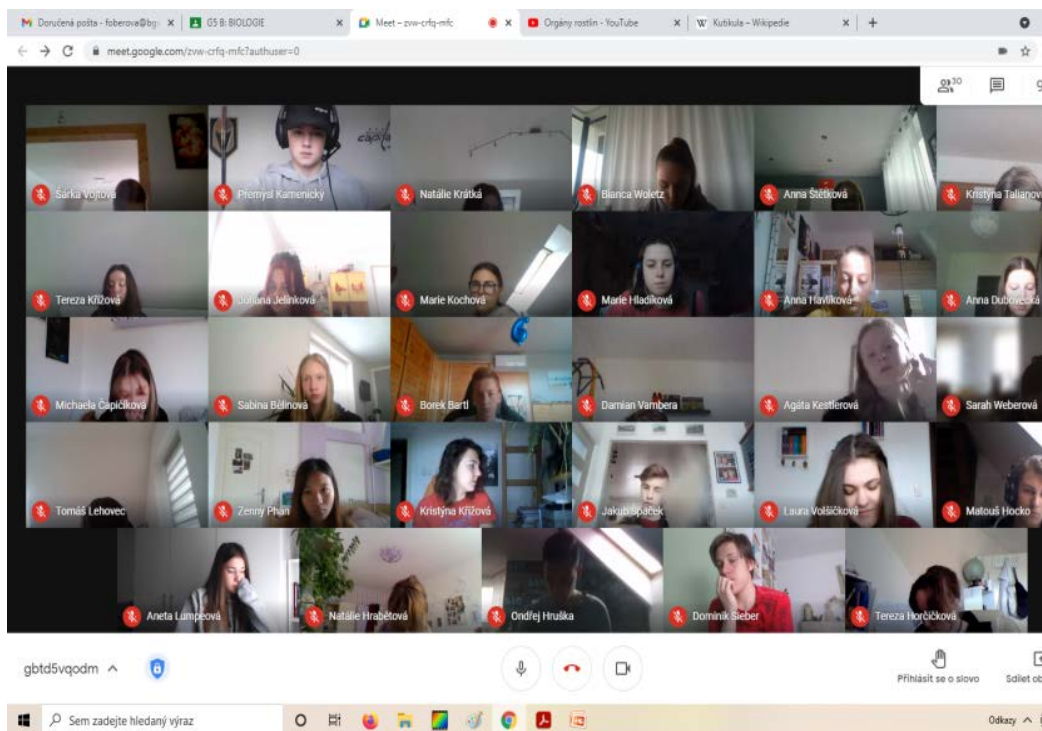 Doručená pošta - foberova@bg
G5 B: BIOLOGIE
Meet – zvw-crfq-mfc
Orgány rostlin - YouTube
Kutikula – Wikipedie
meet.google.com/zvw-crfq-mfc?authuser=0
30
Šárka Vojtová
Přemysl Kamenický
Natálie Krátká
Bianca Woletz
Anna Štětková
Kristýna Talianov
Tereza Křížová
Juliana Jelínková
Marie Kochová
Marie Hladíková
Anna Havlíková
Anna Dubovecká
Michaela Čapičíková
Sabina Bělinová
Borek Bartl
Damian Vambera
Agáta Kestlerová
Sarah Weberová
Tomáš Lehovec
Zenny Phan
Kristýna Křížová
Jakub Špaček
Laura Volšičková
Matouš Hocko
Aneta Lumpeová
Natálie Hrabětová
Ondřej Hruška
Dominik Sieber
Tereza Horčičková
gbtd5vqodm
Přihlásit se o slovo
Sdílet ob
Sem zadejte hledaný výraz
Odkazy